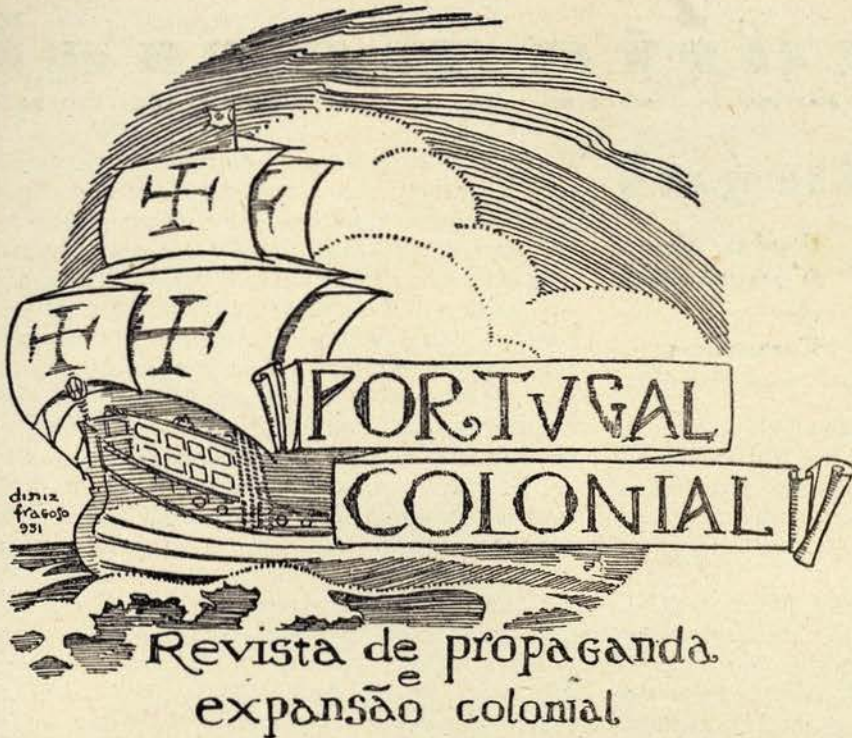 PORTVGAL
COLONIAL
diniz
fragoso
931
Revista de propaganda
e
expansão colonial